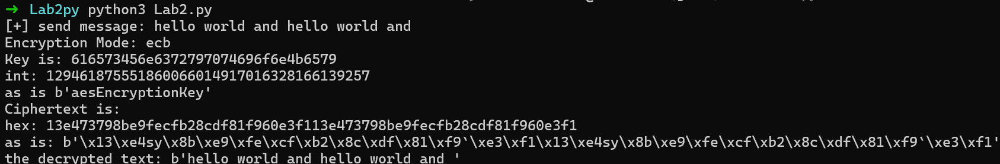 → Lab2py python3 Lab2.py
[+] send message: hello world and hello world and
Encryption Mode: ecb
Key is: 616573456e6372797074696f6e4b6579
int: 129461875551860066014917016328166139257
as is b'aesEncryptionKey'
Ciphertext is:
hex: 13e473798be9fecfb28cdf81f960e3f113e473798be9fecfb28cdf81f960e3f1
as is: b'\x13\xe4sy\x8b\xe9\xfe\xcf\xb2\x8c\xdf\x81\xf9`\xe3\xf1\x13\xe4sy\x8b\xe9\xfe\xcf\xb2\x8c\xdf\x81\xf9`\xe3\xf1'
the decrypted text: b'hello world and hello world and '